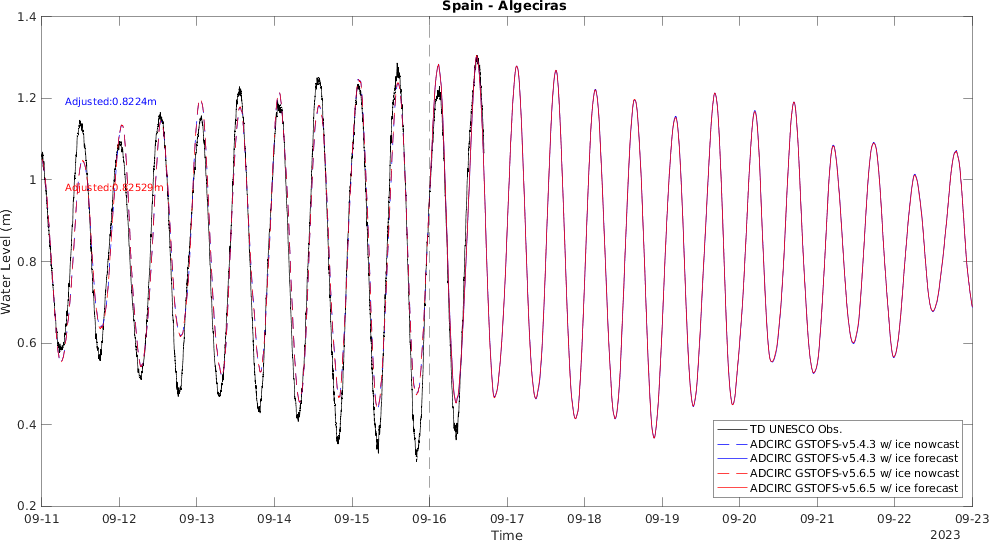 Spain - Algeciras
1.4
1.2
1
0.8
0.6
0.4
0.2
Water Level (m)
Adjusted:0.8224m
Adjusted:0.82529m
TD UNESCO Obs.
ADCIRC GSTOFS-v5.4.3 w/ ice nowcast
ADCIRC GSTOFS-v5.4.3 w/ ice forecast
ADCIRC GSTOFS-v5.6.5 w/ ice nowcast
ADCIRC GSTOFS-v5.6.5 w/ ice forecast
09-11 09-12 09-13 09-14 09-15 09-16 09-17 09-18 09-19 09-20 09-21 09-22 09-23
Time
2023